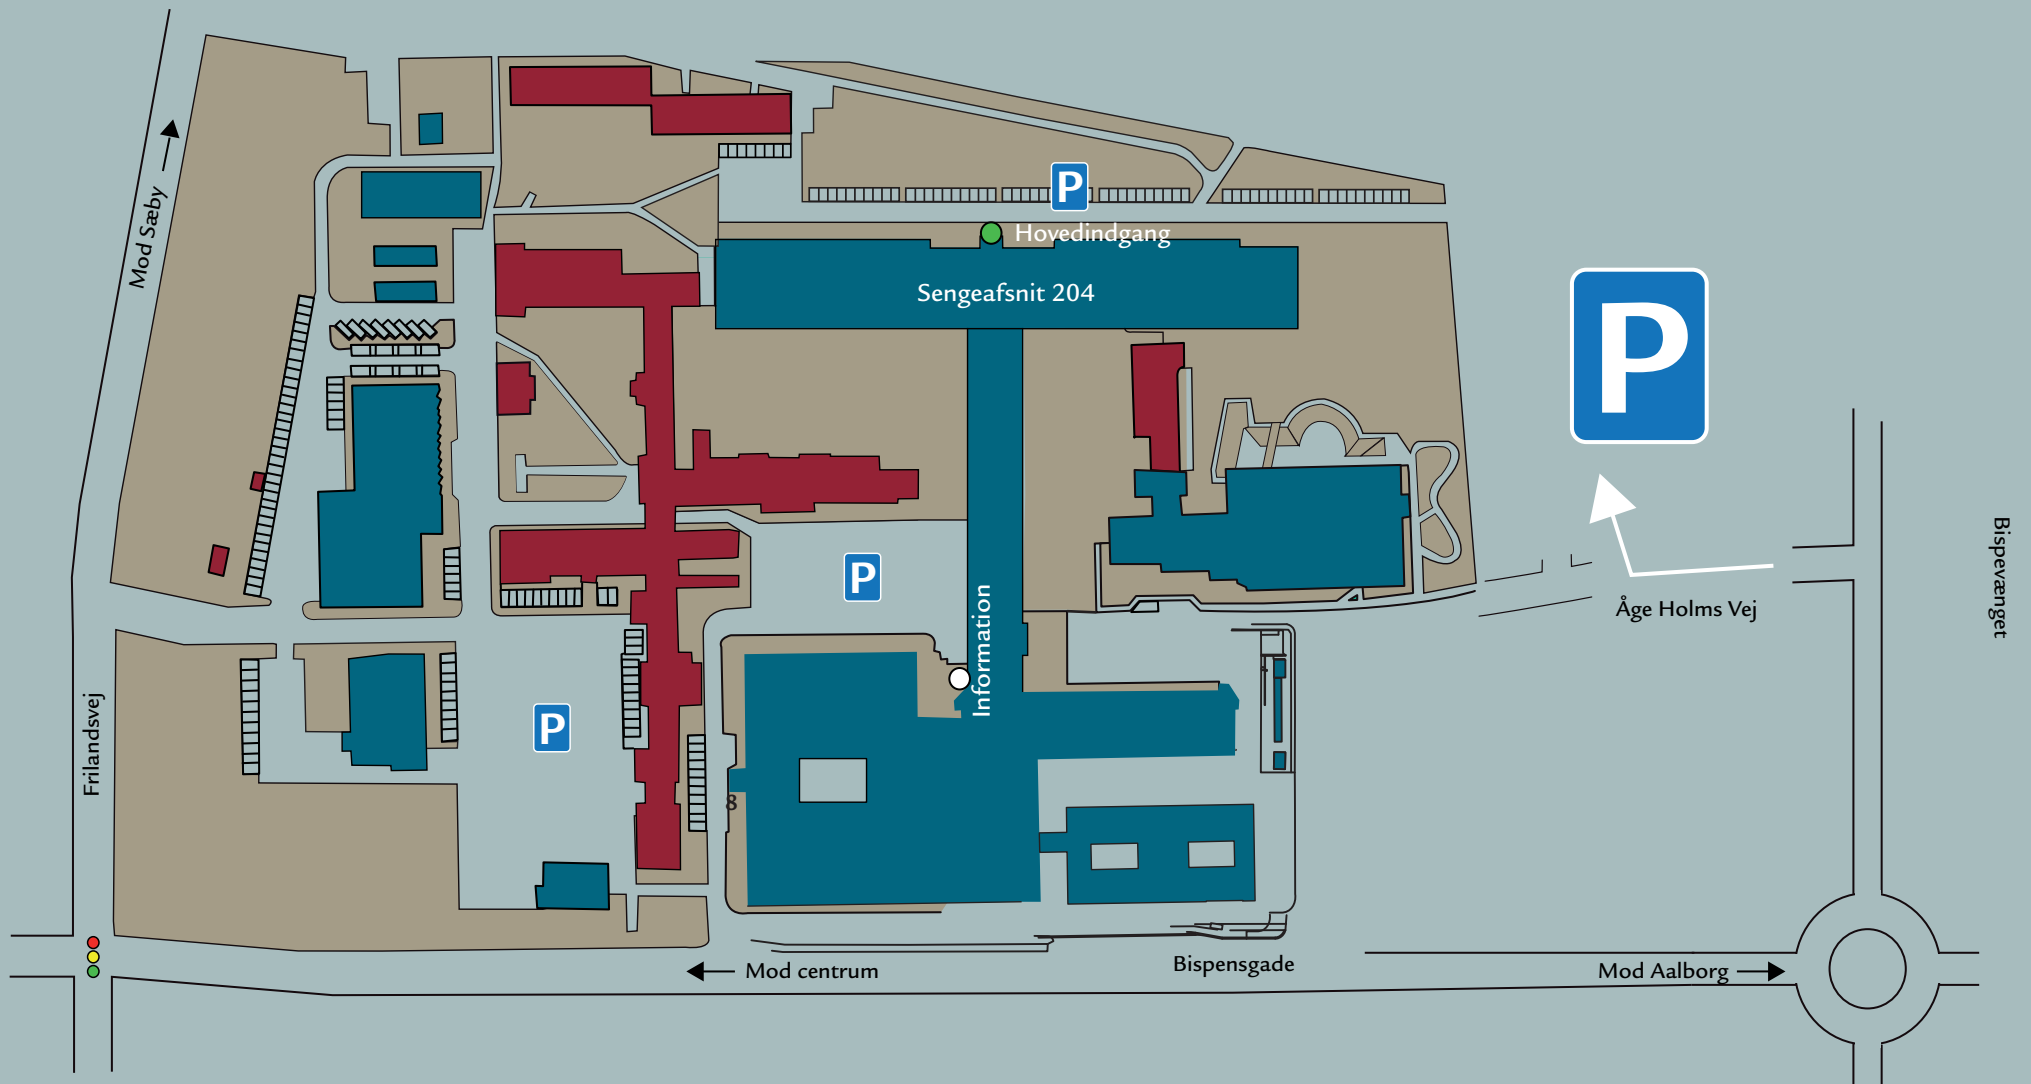 P
Hovedindgang
Sengeafsnit 204
Mod Sæby
P
P
Information
Åge Holms Vej
Bispevænget
P
Frilandsvej
8
Mod centrum
Bispensgade
Mod Aalborg